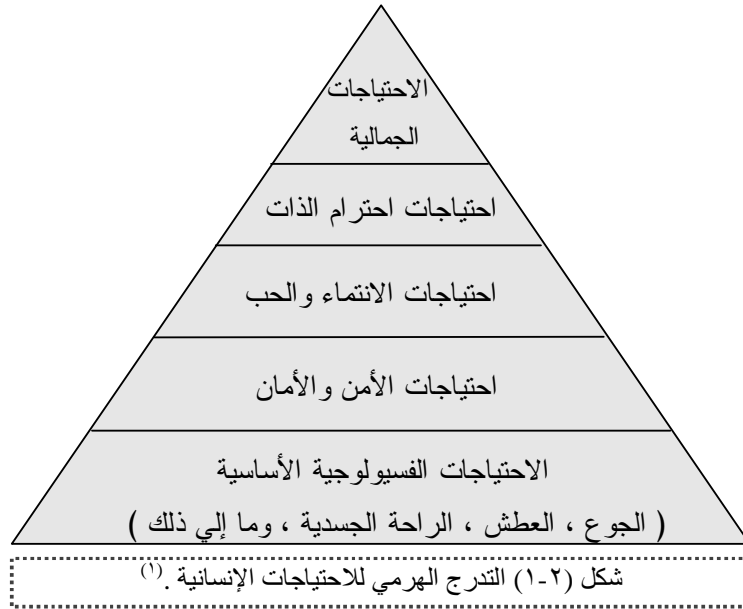 الاحتياجات
الجمالية
احتياجات احترام الذات
احتياجات الانتماء والحب
احتياجات الأمن والأمان
الاحتياجات الفسيولوجية الأساسية
( الجوع ، العطش ، الراحة الجسدية ، وما إلي ذلك )
شكل (٢-١) التدرج الهرمي للاحتياجات الإنسانية .(١)